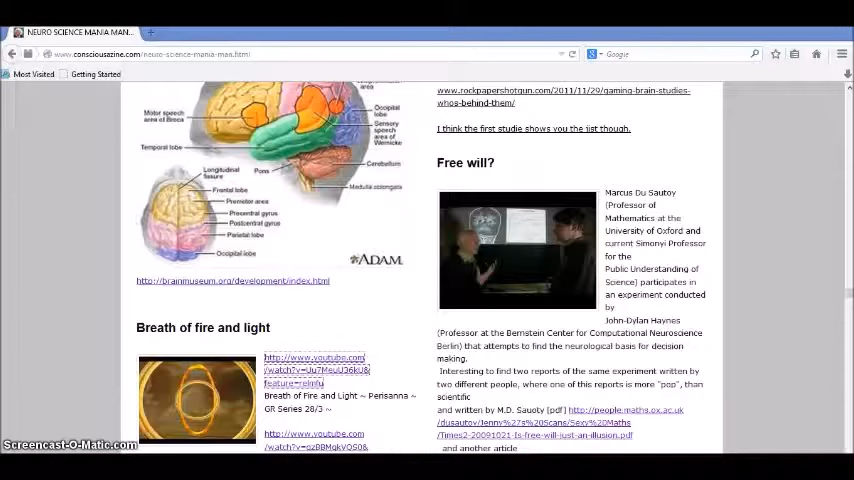 NEURO SCIENCE MANIA MAN...
www.consciousazine.com/neuro-science-mania-man.html
Google
Most Visited
Getting Started
Motor speech
area of Broca
Temporal lobe
Occipital
lobe
Sensory
speech
area of
Wernicke
Cerebellum
Medulla oblongata
Pons
Longitudinal
fissure
Frontal lobe
Premotor area
Precentral gyrus
Postcentral gyrus
Parietal lobe
Occipital lobe
ADAM.
http://brainmuseum.org/development/index.html
Breath of fire and light
http://www.youtube.com
/watch?v=Uu7MeuU36kU&
feature=relmfu
Breath of Fire and Light ~ Perisanna ~
GR Series 28/3 ~
http://www.youtube.com
/watch?v=gzBBMgkVOS0&
www.rockpapershotgun.com/2011/11/29/gaming-brain-studies-
whos-behind-them/
I think the first studie shows you the list though.
Free will?
Marcus Du Sautoy
(Professor of
Mathematics at the
University of Oxford and
current Simonyi Professor
for the
Public Understanding of
Science) participates in
an experiment conducted
by
John-Dylan Haynes
(Professor at the Bernstein Center for Computational Neuroscience
Berlin) that attempts to find the neurological basis for decision
making.
Interesting to find two reports of the same experiment written by
two different people, where one of this reports is more "pop", than
scientific
and written by M.D. Sauoty [pdf] http://people.maths.ox.ac.uk
/dusautoy/Jenny%27s%20Scans/Sexy%20Maths
/Times2-20091021-Is-free-will-just-an-illusion.pdf
and another article
Screencast-O-Matic.com